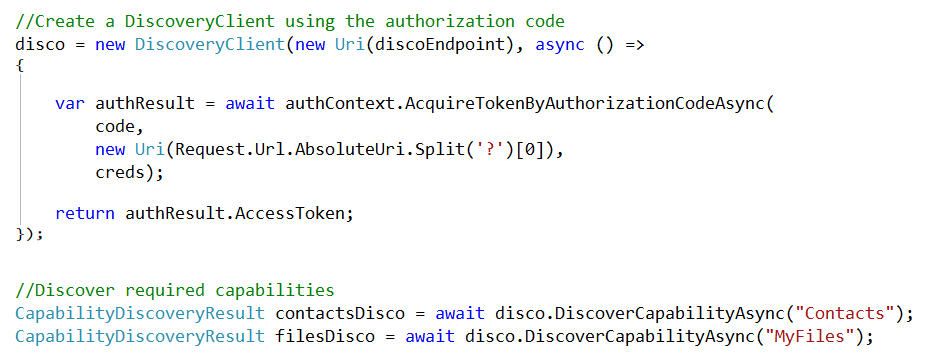 //Create a DiscoveryClient using the authorization code
disco = new DiscoveryClient(new Uri(discoEndpoint), async () =>
{
var authResult = await authContext.AcquireTokenByAuthorizationCodeAsync(
code,
new Uri(Request.Url.AbsoluteUri.Split('?')[0]),
creds);
return authResult.AccessToken;
});
//Discover required capabilities
CapabilityDiscoveryResult contactsDisco = await disco.DiscoverCapabilityAsync("Contacts");
CapabilityDiscoveryResult filesDisco = await disco.DiscoverCapabilityAsync("MyFiles");